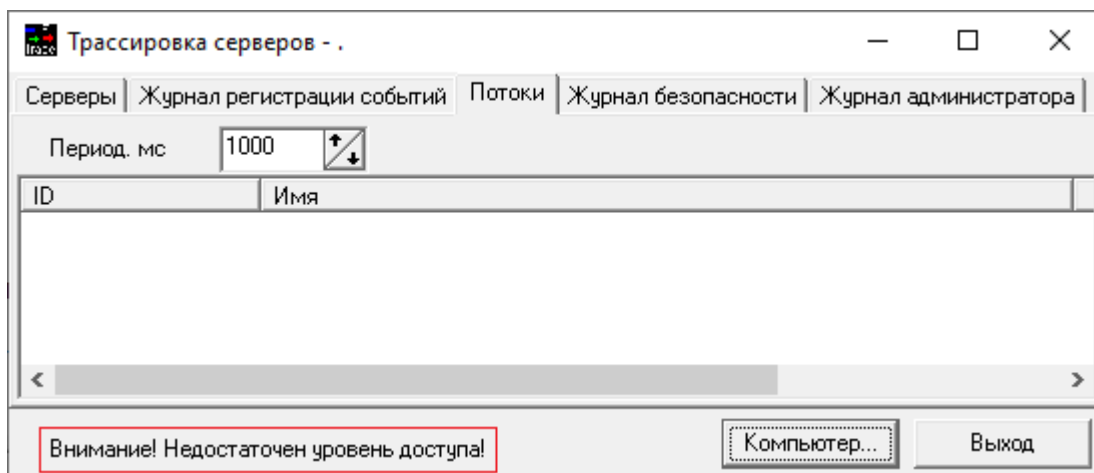 Трассировка серверов - .
Серверы Журнал регистрации событий Потоки Журнал безопасности Журнал администратора
Период. мс 1000
ID Имя
Внимание! Недостаточен уровень доступа! Компьютер... Выход